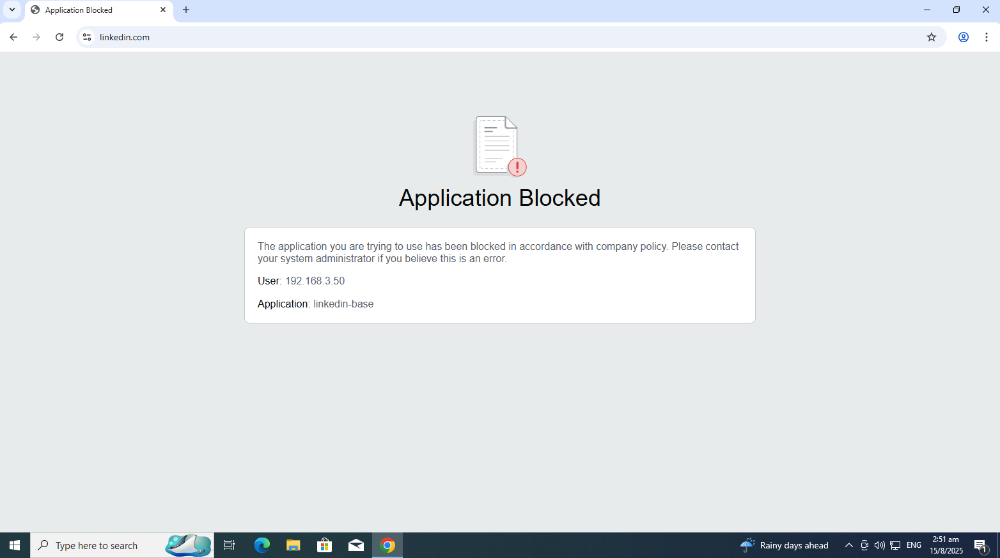 Application Blocked
linkedin.com
Application Blocked
The application you are trying to use has been blocked in accordance with company policy. Please contact
your system administrator if you believe this is an error.
User: 192.168.3.50
Application: linkedin-base
Type here to search
Rainy days ahead
ENG
2:51 am
15/8/2025
1